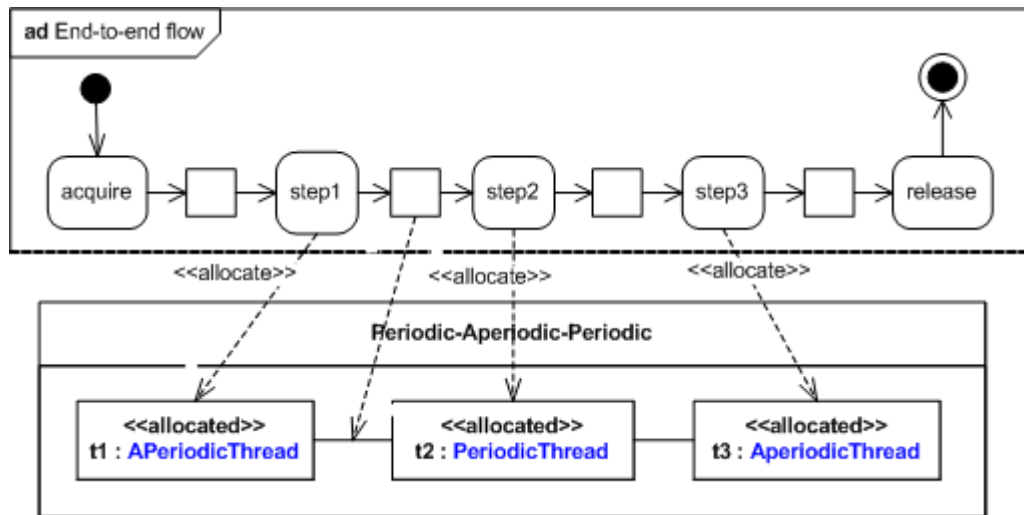 ad End-to-end flow
acquire
step1
step2
step3
release
<<allocate>>
<<allocate>>
<<allocate>>
Periodic-Aperiodic-Periodic
<<allocated>>
t1 : APeriodicThread
<<allocated>>
t2 : PeriodicThread
<<allocated>>
t3 : AperiodicThread